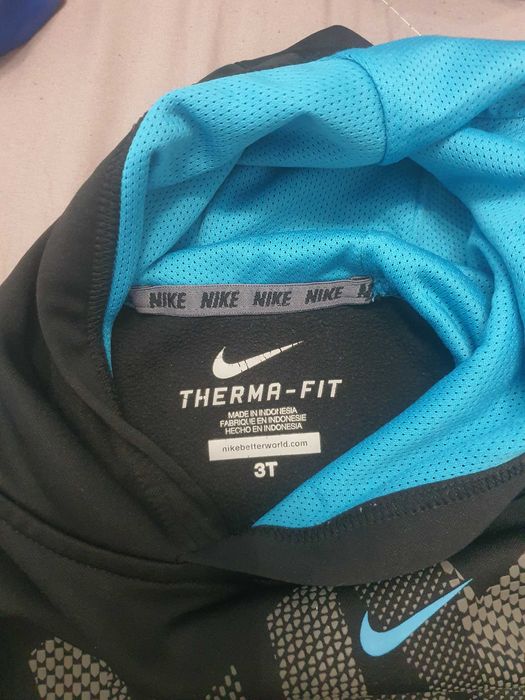 NIKE NIKE NIKE NIKE N
THERMA-FIT
MADE IN INDONESIA
FABRIQUE EN INDONESIE
HECHO EN INDONESIA
nikebetterworld.com
3T